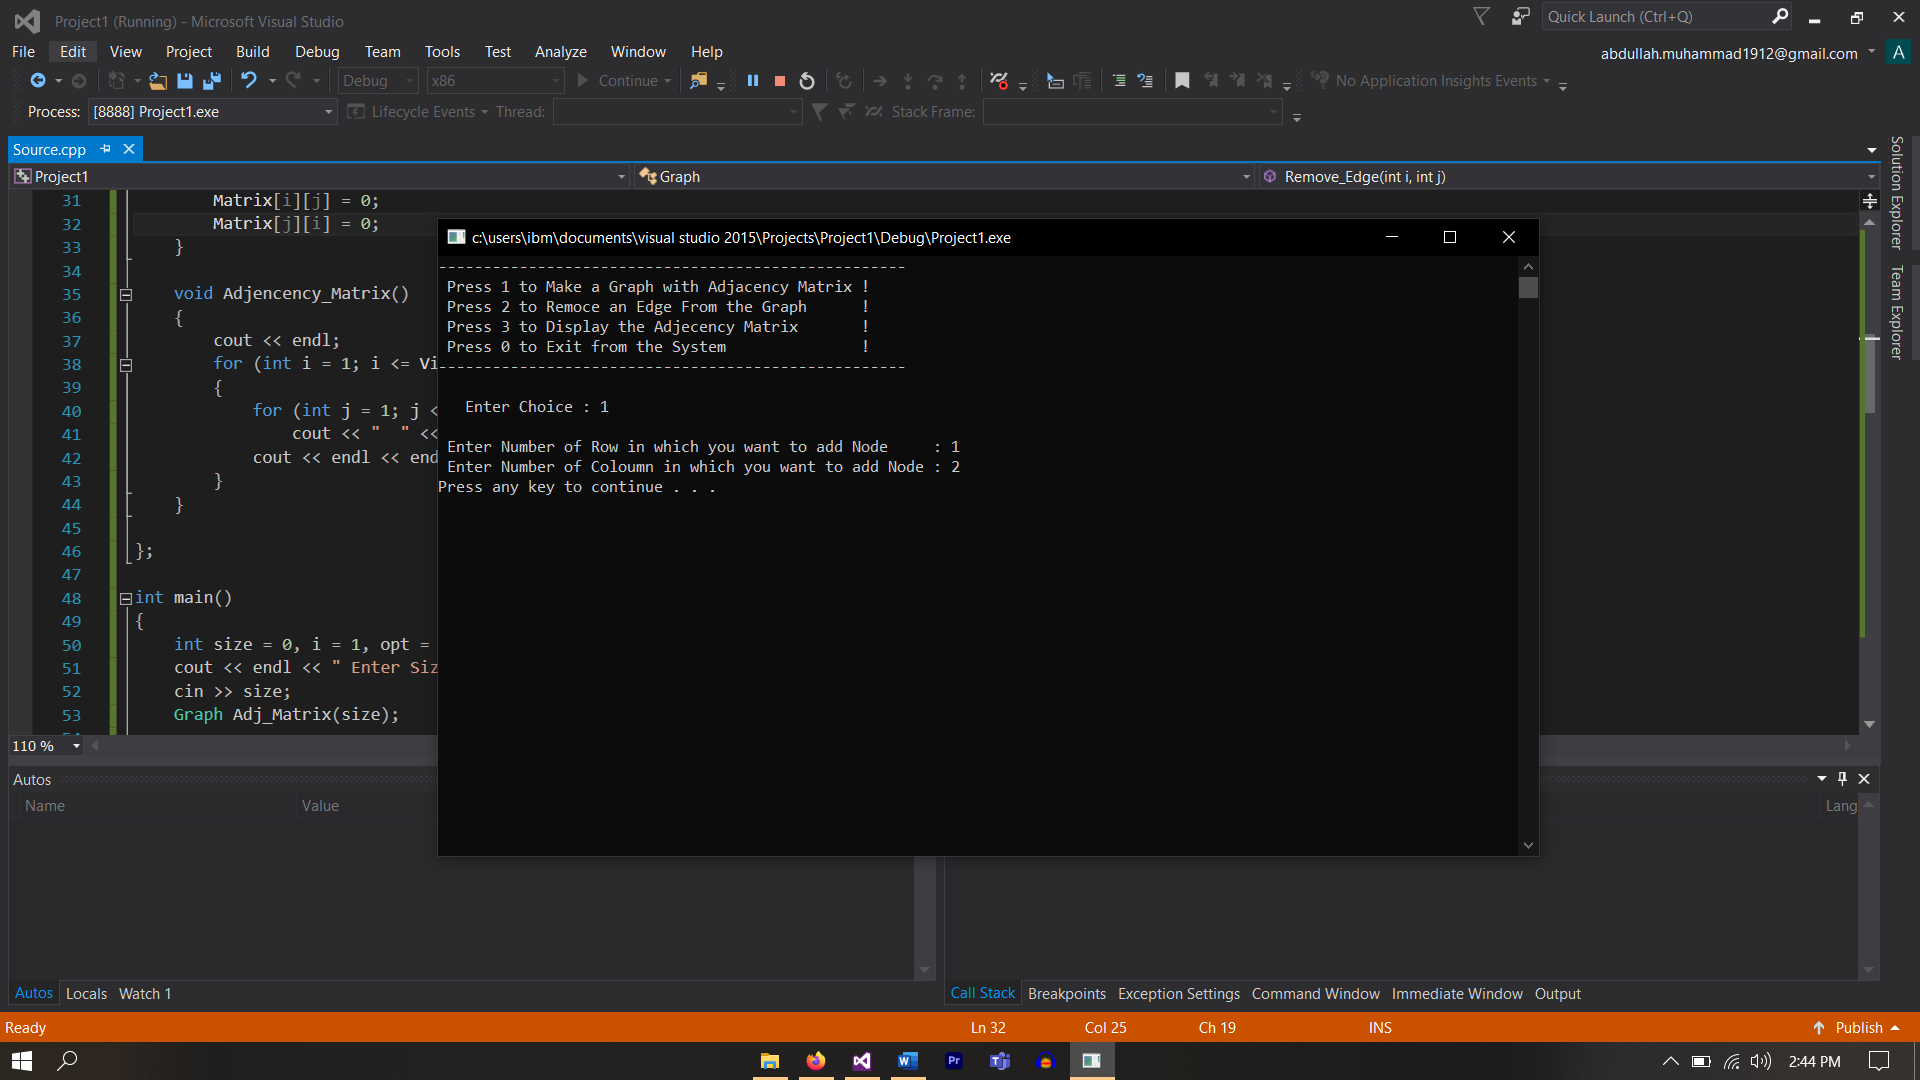 Project1 (Running) - Microsoft Visual Studio
Quick Launch (Ctrl+Q)
File Edit View Project Build Debug Team Tools Test Analyze Window Help
abdullah.muhammad1912@gmail.com A
Debug x86 Continue No Application Insights Events
Process: [8888] Project1.exe Lifecycle Events Thread: Stack Frame:
Source.cpp
Project1 Graph Remove_Edge(int i, int j)
Solution Explorer
Team Explorer
31 Matrix[i][j] = 0;
32 Matrix[j][i] = 0;
33 }
34
35 void Adjencency_Matrix()
36 {
37 cout << endl;
38 for (int i = 1; i <= Vi
39 {
40 for (int j = 1; j <
41 cout << "  " <<
42 cout << endl << end
43 }
44 }
45
46 };
47
48 int main()
49 {
50 int size = 0, i = 1, opt =
51 cout << endl << " Enter Siz
52 cin >> size;
53 Graph Adj_Matrix(size);
c:\users\ibm\documents\visual studio 2015\Projects\Project1\Debug\Project1.exe
----------------------------------------------------
Press 1 to Make a Graph with Adjacency Matrix !
Press 2 to Remoce an Edge From the Graph !
Press 3 to Display the Adjecency Matrix !
Press 0 to Exit from the System !
----------------------------------------------------
Enter Choice : 1
Enter Number of Row in which you want to add Node : 1
Enter Number of Coloumn in which you want to add Node : 2
Press any key to continue . . .
110 %
Autos
Name Value
Lang
Autos Locals Watch 1
Call Stack Breakpoints Exception Settings Command Window Immediate Window Output
Ready Ln 32 Col 25 Ch 19 INS Publish
2:44 PM